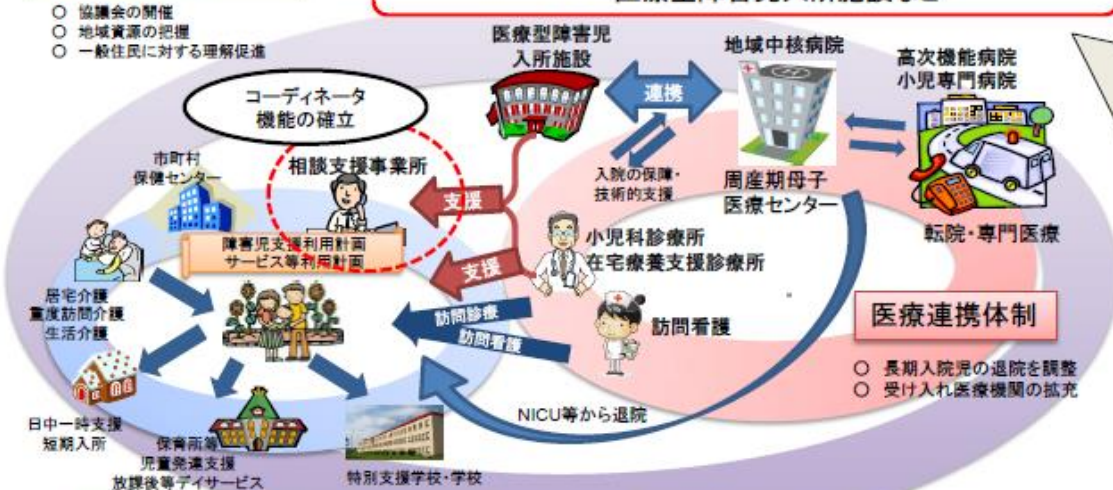 ○ 協議会の開催
○ 地域資源の把握
○ 一般住民に対する理解促進
医療型障害児
入所施設
地域中核病院
高次機能病院
小児専門病院
連携
コーディネータ
機能の確立
市町村
保健センター
相談支援事業所
支援
入院の保障・
技術的支援
周産期母子
医療センター
転院・専門医療
障害児支援利用計画
サービス等利用計画
支援
小児科診療所
在宅療養支援診療所
居宅介護
重度訪問介護
生活介護
訪問診療
訪問看護
訪問看護
医療連携体制
○ 長期入院児の退院を調整
○ 受け入れ医療機関の拡充
NICU等から退院
日中一時支援
短期入所
保育所等
児童発達支援
放課後等デイサービス
特別支援学校・学校